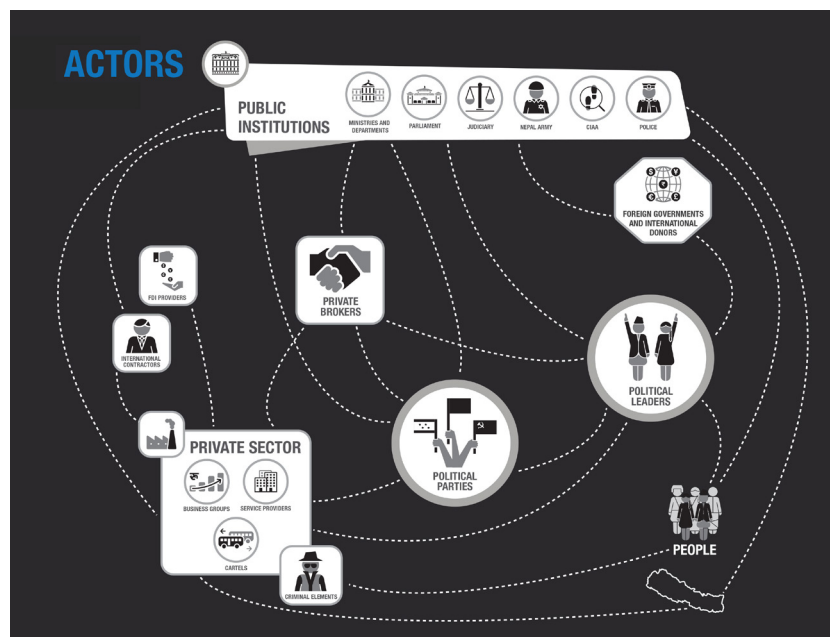 ACTORS
PUBLIC
INSTITUTIONS
MINISTRIES AND
DEPARTMENTS
PARLIAMENT
JUDICIARY
NEPAL ARMY
CIAA
POLICE
FOREIGN GOVERNMENTS
AND INTERNATIONAL
DONORS
FDI PROVIDERS
PRIVATE
BROKERS
INTERNATIONAL
CONTRACTORS
POLITICAL
LEADERS
PRIVATE SECTOR
BUSINESS GROUPS
SERVICE PROVIDERS
CARTELS
POLITICAL
PARTIES
PEOPLE
CRIMINAL ELEMENTS